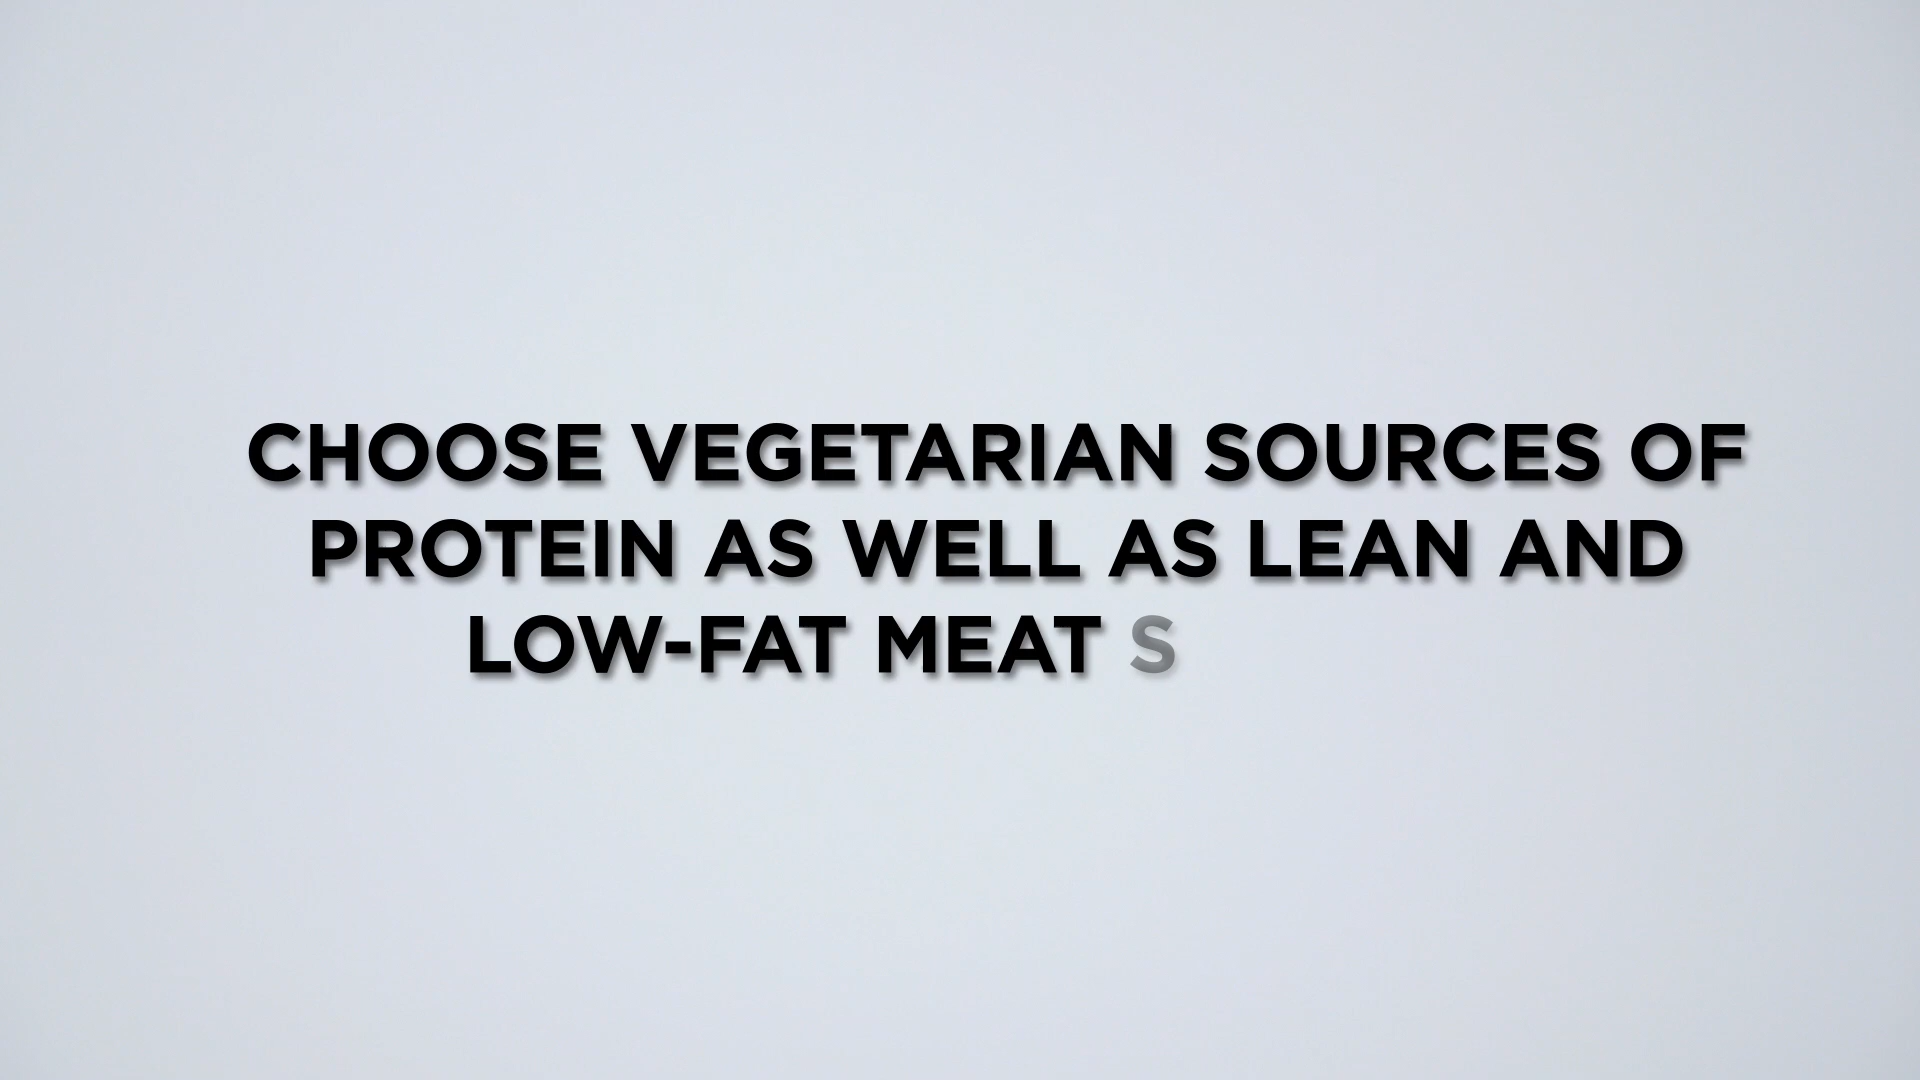 CHOOSE VEGETARIAN SOURCES OF
PROTEIN AS WELL AS LEAN AND
LOW-FAT MEAT S